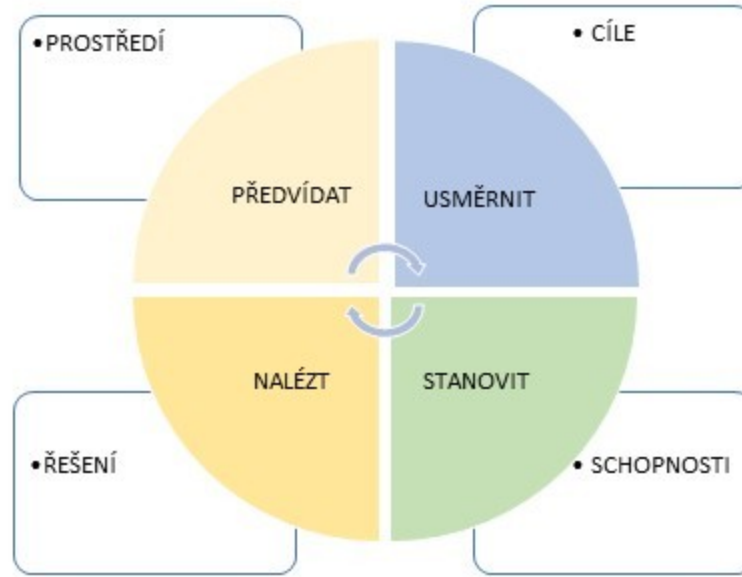 •PROSTŘEDÍ
• CÍLE
PŘEDVÍDAT
USMĚRNIT
NALÉZT
STANOVIT
•ŘEŠENÍ
• SCHOPNOSTI